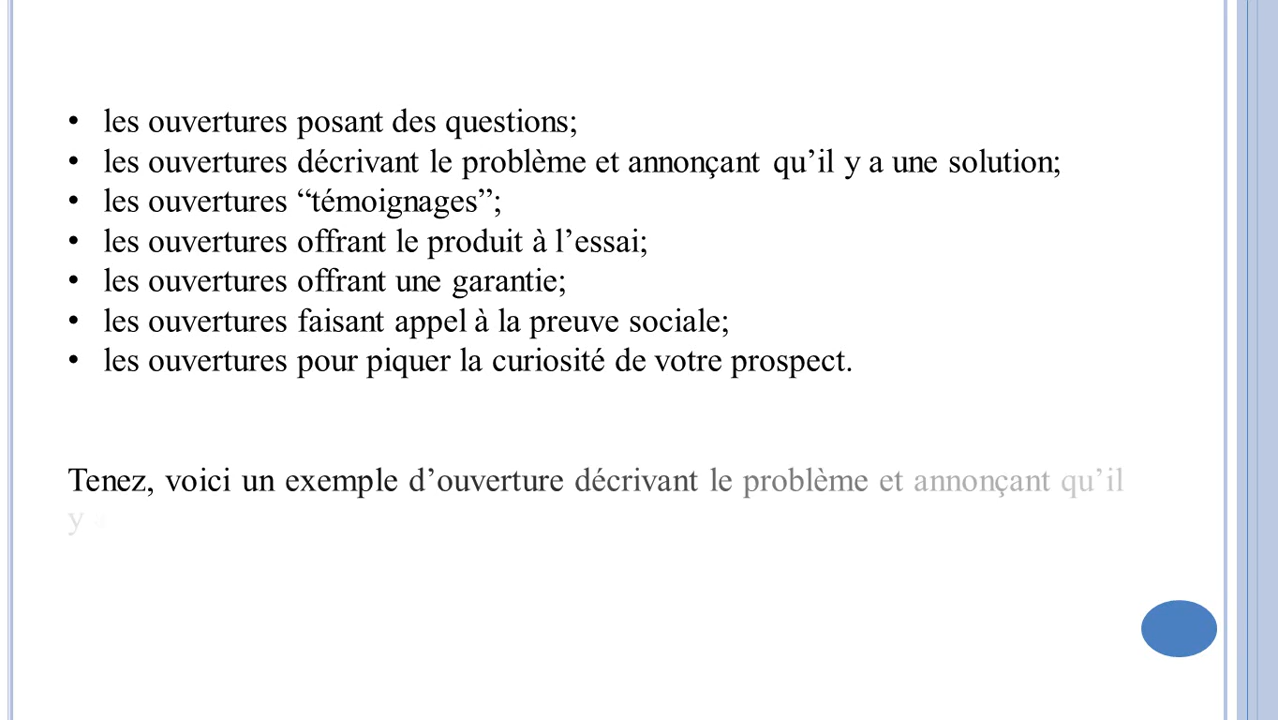 • les ouvertures posant des questions;
• les ouvertures décrivant le problème et annonçant qu’il y a une solution;
• les ouvertures “témoignages”;
• les ouvertures offrant le produit à l’essai;
• les ouvertures offrant une garantie;
• les ouvertures faisant appel à la preuve sociale;
• les ouvertures pour piquer la curiosité de votre prospect.
Tenez, voici un exemple d’ouverture décrivant le problème et annonçant qu’il
y